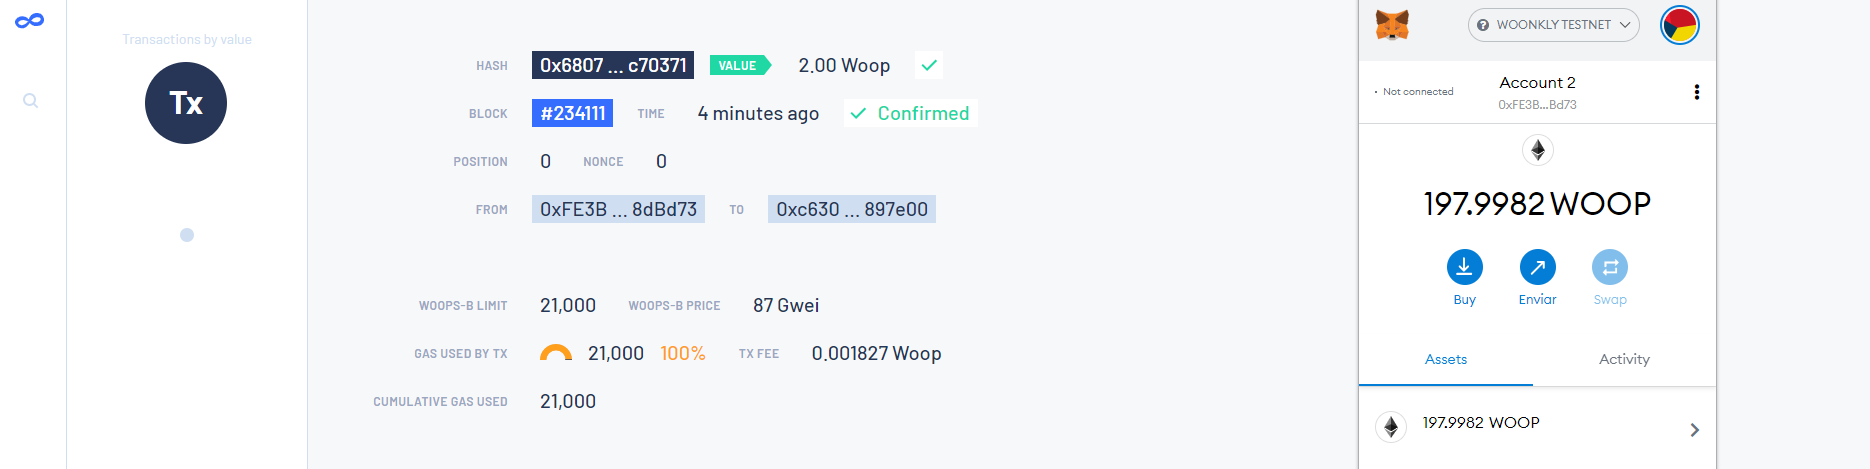 Transactions by value
Tx
HASH 0x6807 ... c70371 VALUE 2.00 Woop
BLOCK #234111 TIME 4 minutes ago Confirmed
POSITION 0 NONCE 0
FROM 0xFE3B ... 8dBd73 TO 0xc630 ... 897e00
WOOPS-B LIMIT 21,000 WOOPS-B PRICE 87 Gwei
GAS USED BY TX 21,000 100% TX FEE 0.001827 Woop
CUMULATIVE GAS USED 21,000
? WOONKLY TESTNET
Not connected
Account 2
0xFE3B...Bd73
197.9982 WOOP
Buy Enviar Swap
Assets Activity
197.9982 WOOP